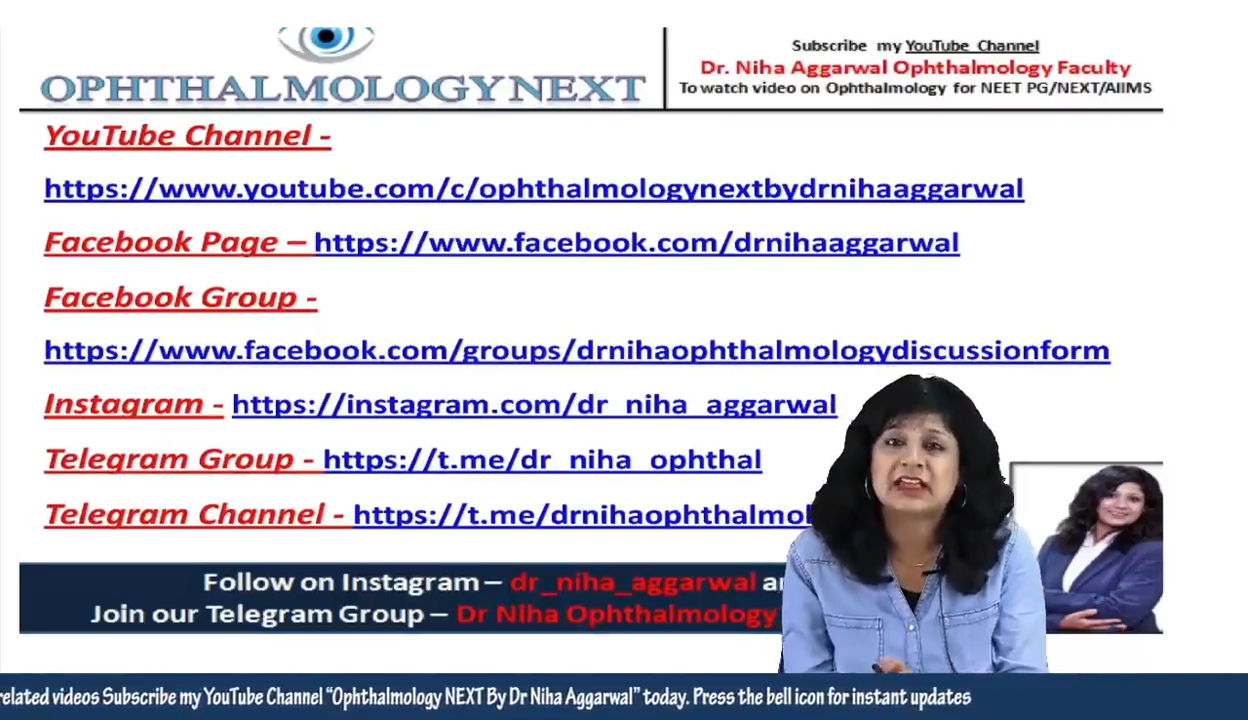 OPHTHALMOLOGY NEXT
Subscribe my YouTube Channel
Dr. Niha Aggarwal Ophthalmology Faculty
To watch video on Ophthalmology for NEET PG/NEXT/AIIMS
YouTube Channel -
https://www.youtube.com/c/ophthalmologynextbydrnihaaggarwal
Facebook Page – https://www.facebook.com/drnihaaggarwal
Facebook Group -
https://www.facebook.com/groups/drnihaophthalmologydiscussionform
Instagram - https://instagram.com/dr_niha_aggarwal
Telegram Group - https://t.me/dr_niha_ophthal
Telegram Channel - https://t.me/drnihaophthalmol
Follow on Instagram – dr_niha_aggarwal
Join our Telegram Group – Dr Niha Ophthalmology
related videos Subscribe my YouTube Channel “Ophthalmology NEXT By Dr Niha Aggarwal” today. Press the bell icon for instant updates